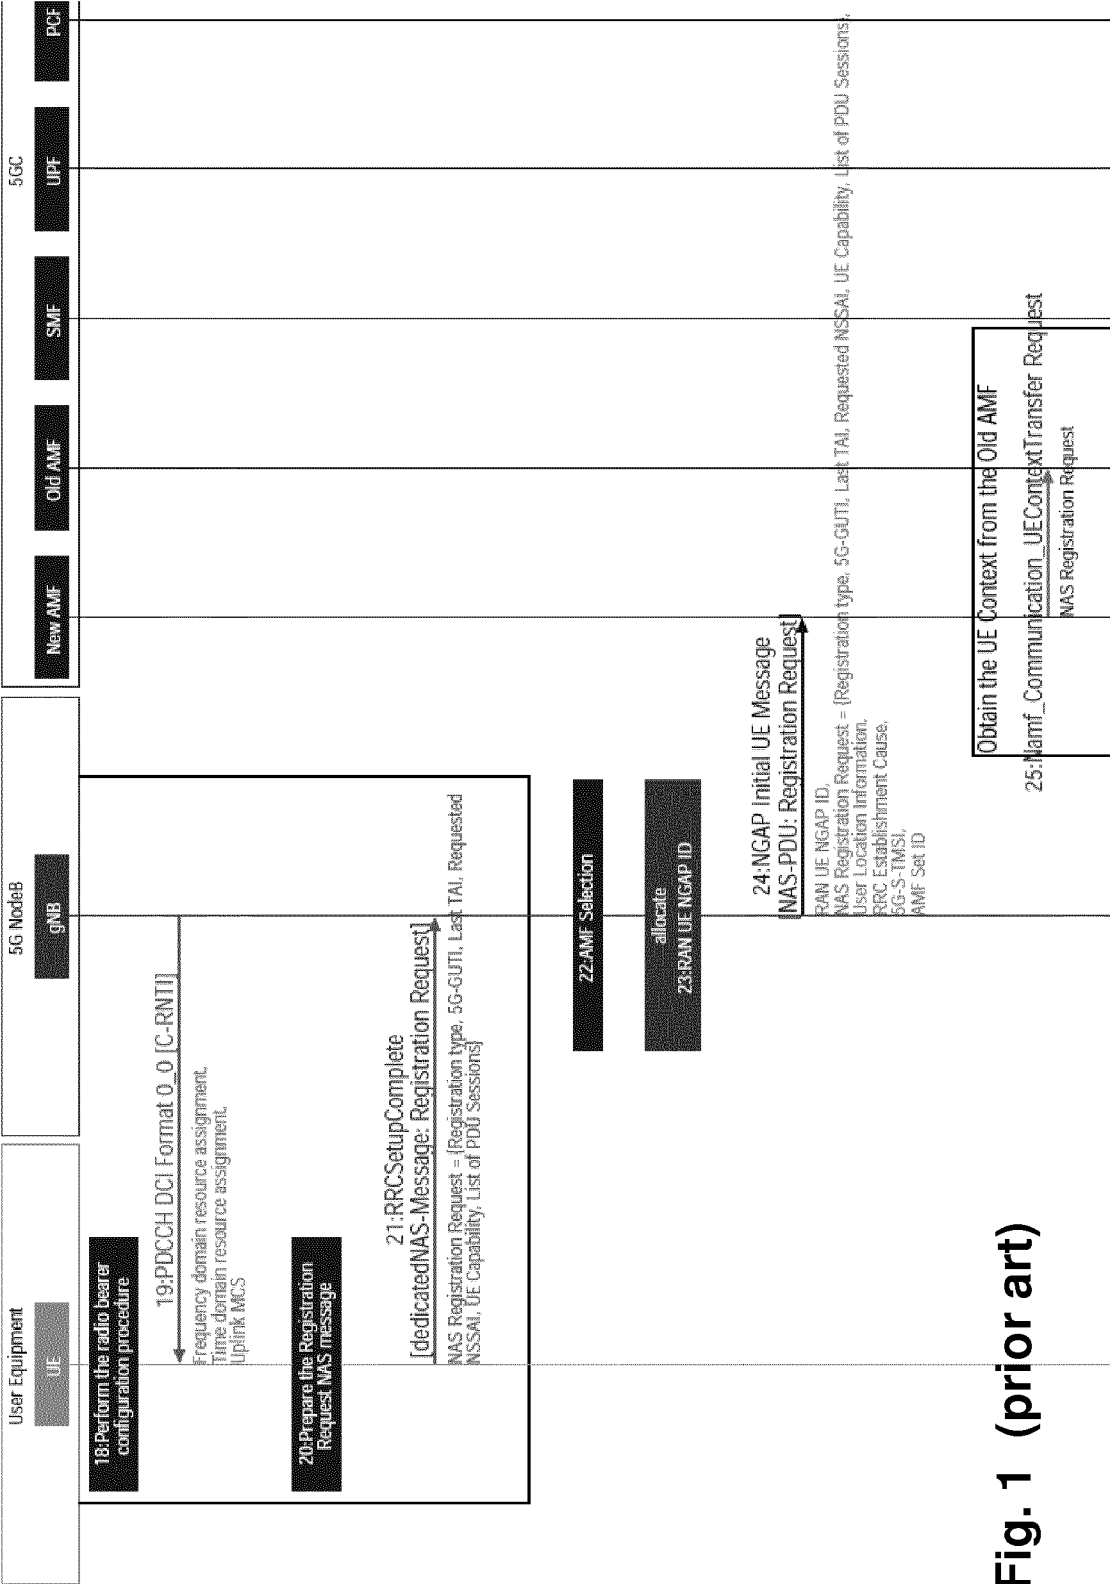 User Equipment
5G NodeB
5GC
UE
gNB
New AMF
Old AMF
SMF
UPF
PCF
18:Perform the radio bearer
configuration procedure
19:PDCCH DCI Format 0_0 [C-RNTI]
Frequency domain resource assignment,
Time domain resource assignment,
Uplink MCS
20:Prepare the Registration
Request NAS message
21:RRCSetupComplete
[dedicatedNAS-Message: Registration Request]
NAS Registration Request = {Registration type, 5G-GUTI, Last TAI, Requested
NSSAI, UE Capability, List of PDU Sessions}
22:AMF Selection
allocate
23:RAN UE NGAP ID
24:NGAP Initial UE Message
[NAS-PDU: Registration Request]
RAN UE NGAP ID,
NAS Registration Request = {Registration type, 5G-GUTI, Last TAI, Requested NSSAI, UE Capability, List of PDU Sessions},
User Location Information,
RRC Establishment Cause,
5G-S-TMSI,
AMF Set ID
Obtain the UE Context from the Old AMF
25:Namf_Communication_UEContextTransfer Request
NAS Registration Request
Fig. 1 (prior art)